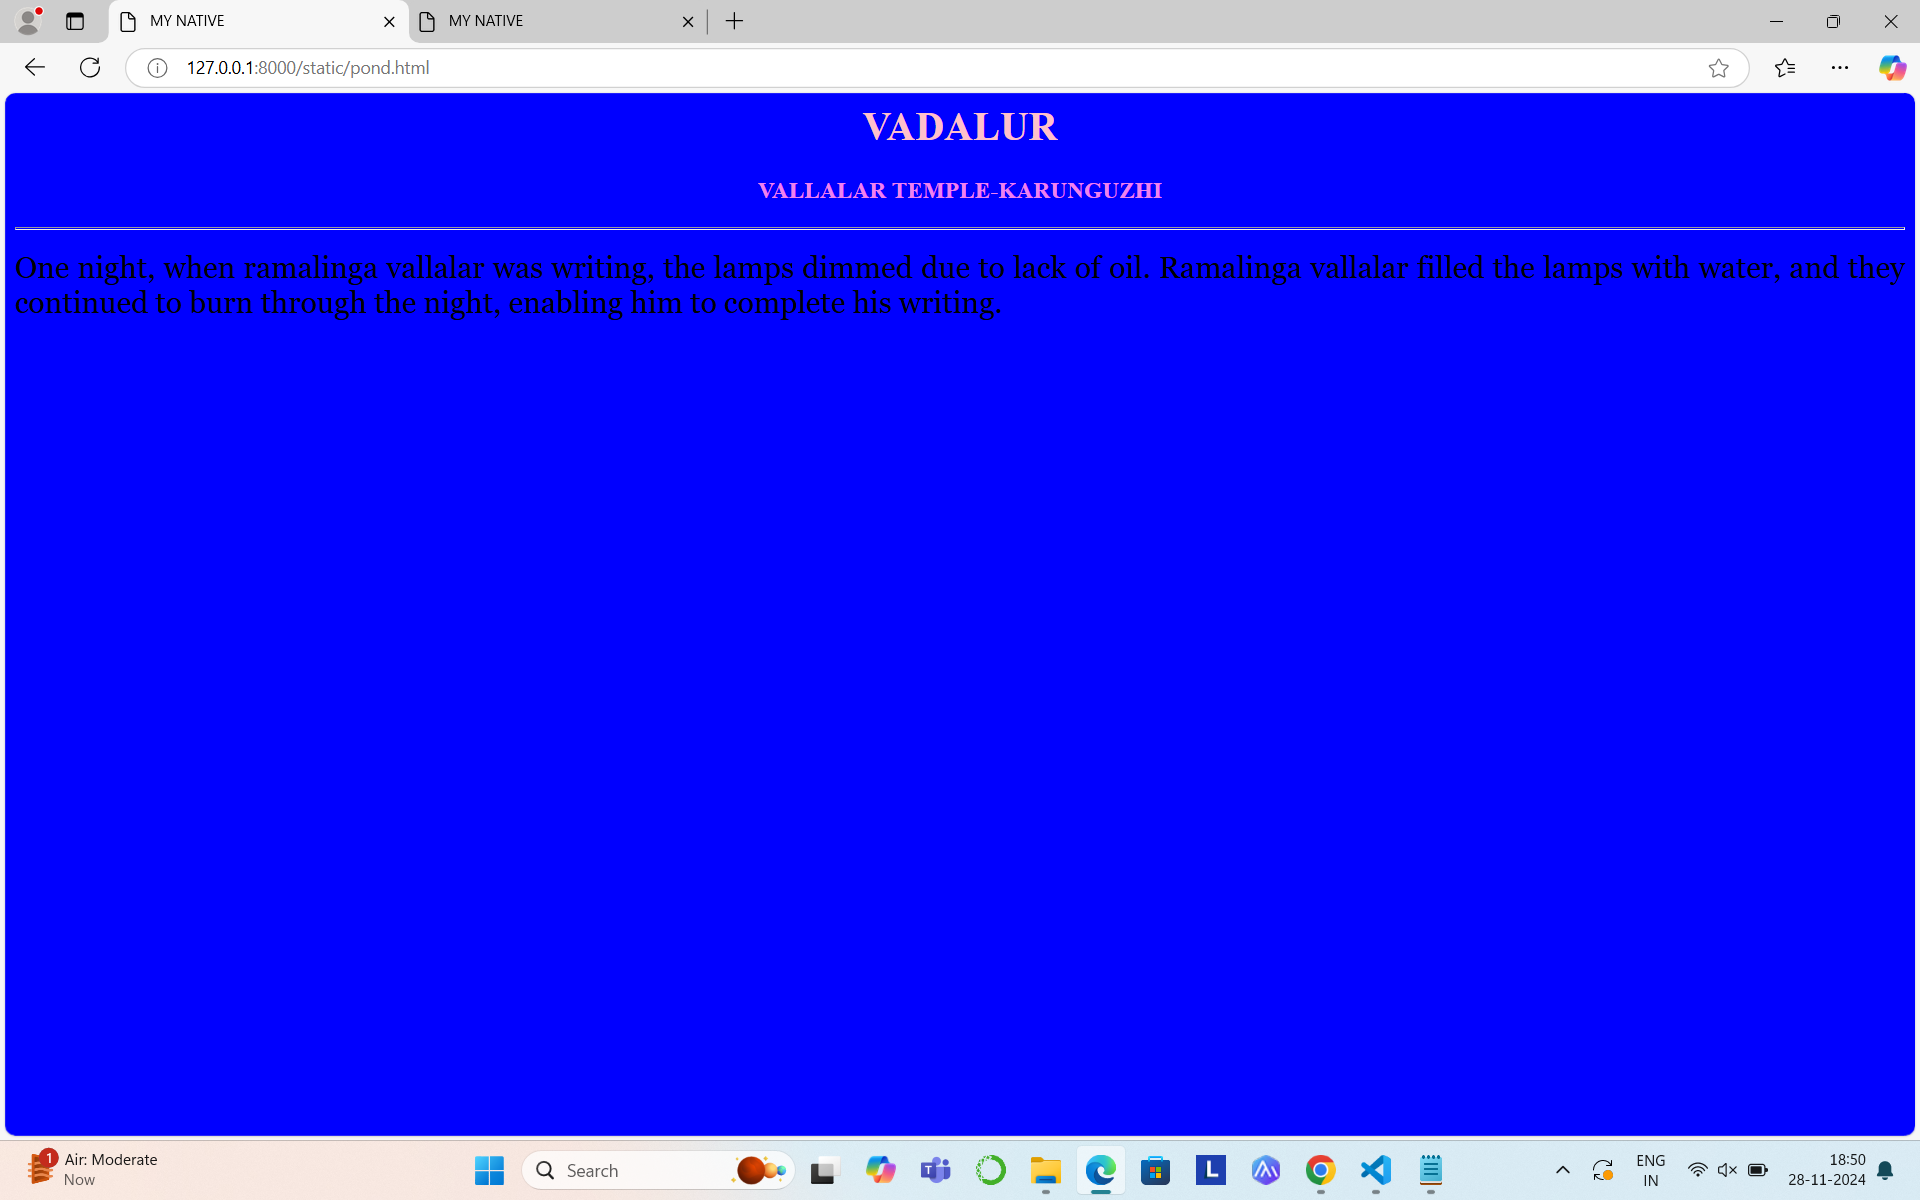 MY NATIVE
MY NATIVE
127.0.0.1:8000/static/pond.html
VADALUR
VALLALAR TEMPLE-KARUNGUZHI
One night, when ramalinga vallalar was writing, the lamps dimmed due to lack of oil. Ramalinga vallalar filled the lamps with water, and they
continued to burn through the night, enabling him to complete his writing.
1
Air: Moderate
Now
Search
T
L
ENG
IN
18:50
28-11-2024